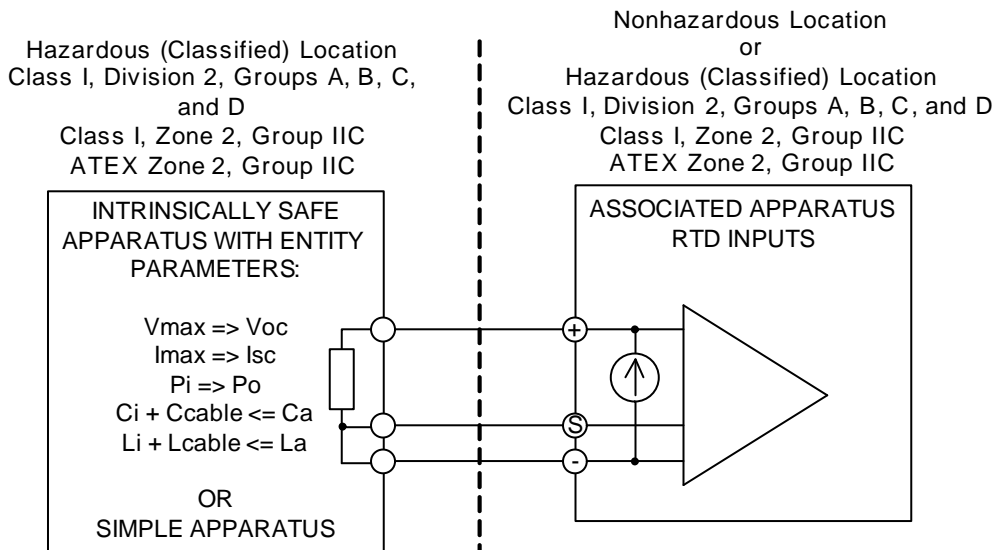 Hazardous (Classified) Location
Class I, Division 2, Groups A, B, C,
and D
Class I, Zone 2, Group IIC
ATEX Zone 2, Group IIC
Nonhazardous Location
or
Hazardous (Classified) Location
Class I, Division 2, Groups A, B, C, and D
Class I, Zone 2, Group IIC
ATEX Zone 2, Group IIC
INTRINSICALLY SAFE
APPARATUS WITH ENTITY
PARAMETERS:
Vmax => Voc
Imax => Isc
Pi => Po
Ci + Ccable <= Ca
Li + Lcable <= La
OR
SIMPLE APPARATUS
ASSOCIATED APPARATUS
RTD INPUTS
+
S
-